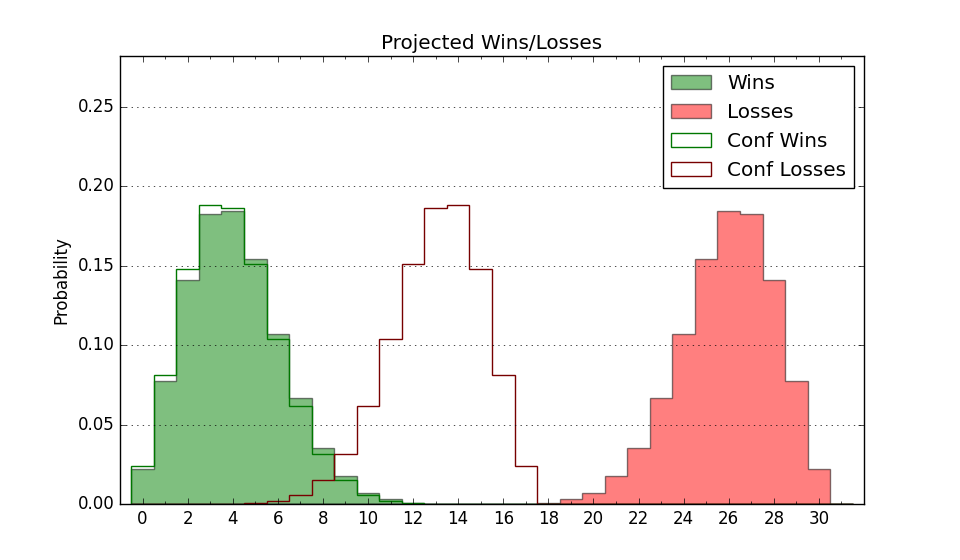 Projected Wins/Losses
Wins
Losses
Conf Wins
Conf Losses
Probability
0.25
0.20
0.15
0.10
0.05
0.00
0 2 4 6 8 10 12 14 16 18 20 22 24 26 28 30